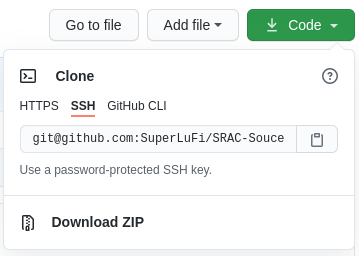 Go to file Add file Code
Clone
HTTPS SSH GitHub CLI
git@github.com:SuperLuFi/SRAC-Souce
Use a password-protected SSH key.
Download ZIP